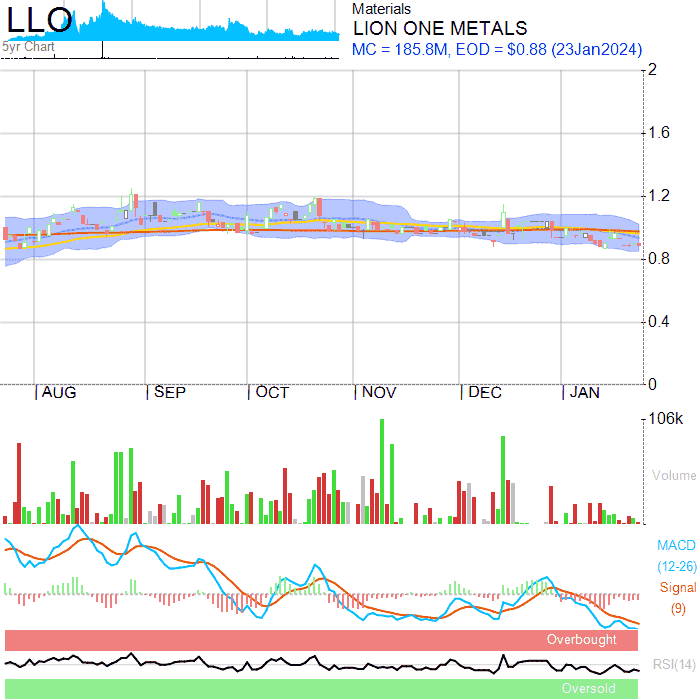 LLO
5yr Chart
Materials
LION ONE METALS
MC = 185.8M, EOD = $0.88 (23Jan2024)
2
1.6
1.2
0.8
0.4
0
AUG SEP OCT NOV DEC JAN
106k
Volume
MACD
(12-26)
Signal
(9)
Overbought
RSI(14)
Oversold